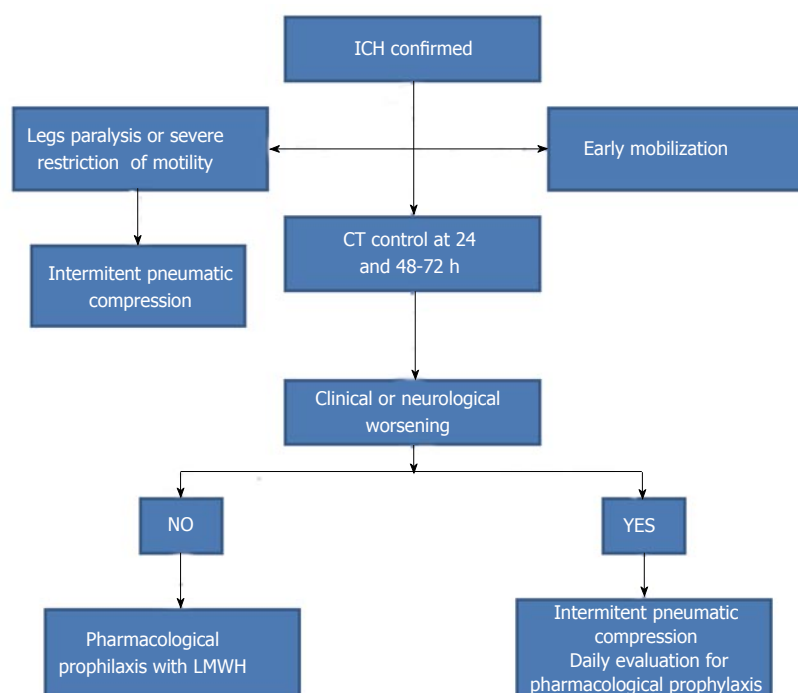 ICH confirmed
Legs paralysis or severe
restriction of motility
Early mobilization
CT control at 24
and 48-72 h
Intermitent pneumatic
compression
Clinical or neurological
worsening
NO
YES
Pharmacological
prophilaxis with LMWH
Intermitent pneumatic
compression
Daily evaluation for
pharmacological prophylaxis